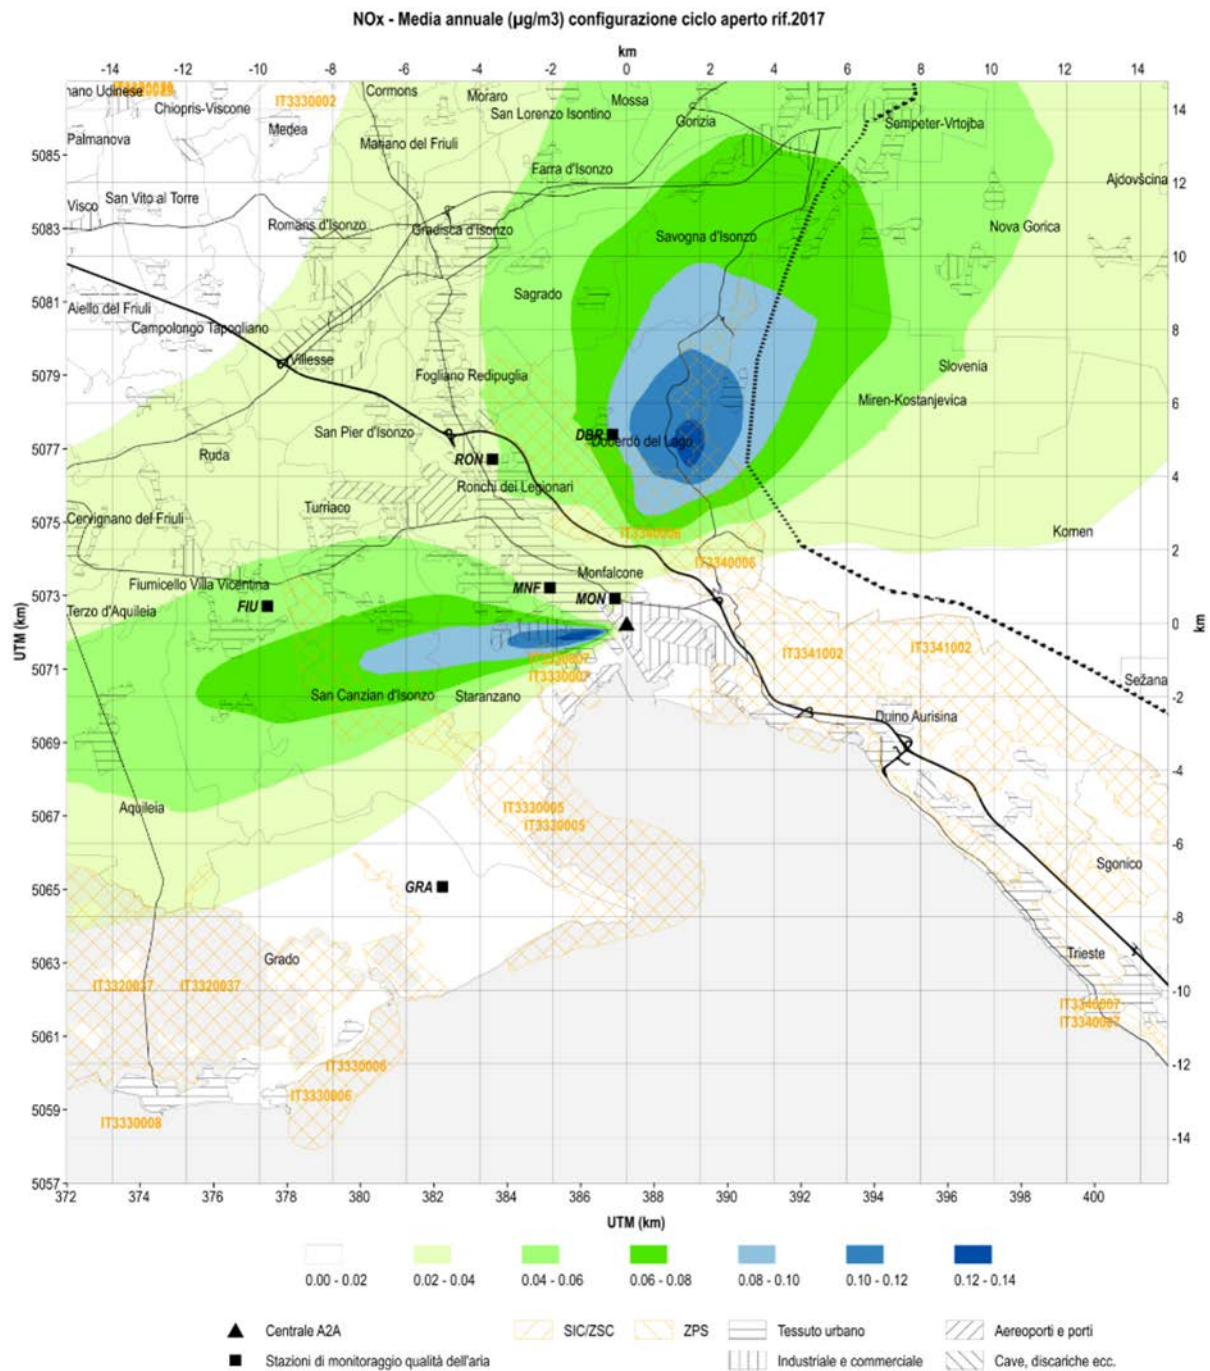 NOx - Media annuale (µg/m3) configurazione ciclo aperto rif.2017
km
-14 -12 -10 -8 -6 -4 -2 0 2 4 6 8 10 12 14
Cormons Moraro Mossa
IT3330002
Chiopris-Viscone
San Lorenzo Isontino
Gorizia
Sempeter-Vrtojba
14
Medea
Palmanova
Mariano del Friuli
5085
Farra d'Isonzo
Ajdovščina
12
San Vito al Torre
Visco
Romans d'Isonzo
Gradisca d'Isonzo
Savogna d'Isonzo
Nova Gorica
5083
10
Sagrado
5081
Aiello del Friuli
Campolongo Tapogliano
8
Villesse
Slovenia
5079
Fogliano Redipuglia
Miren-Kostanjevica
6
San Pier d'Isonzo
DBR
Doberdò del Lago
5077
Ruda
RON
4
Ronchi dei Legionari
Turriaco
5075
Cervignano del Friuli
IT3340006
Komen
2
IT3340006
Monfalcone
Fiumicello Villa Vicentina
MNF
MON
5073
FIU
Terzo d'Aquileia
0
UTM (km)
km
IT3341002
IT3341002
5071
IT3330007
IT3330007
Sežana
San Canzian d'Isonzo
Staranzano
-2
Duino Aurisina
5069
-4
Aquileia
IT3330005
5067
IT3330005
-6
Sgonico
GRA
5065
-8
Grado
Trieste
5063
IT3320037
IT3320037
-10
IT3340007
IT3340007
5061
IT3330006
-12
IT3330006
5059
IT3330008
-14
5057
372 374 376 378 380 382 384 386 388 390 392 394 396 398 400
UTM (km)
0.00 - 0.02 0.02 - 0.04 0.04 - 0.06 0.06 - 0.08 0.08 - 0.10 0.10 - 0.12 0.12 - 0.14
Centrale A2A SIC/ZSC ZPS Tessuto urbano Aereoporti e porti
Stazioni di monitoraggio qualità dell'aria Industriale e commerciale Cave, discariche ecc.